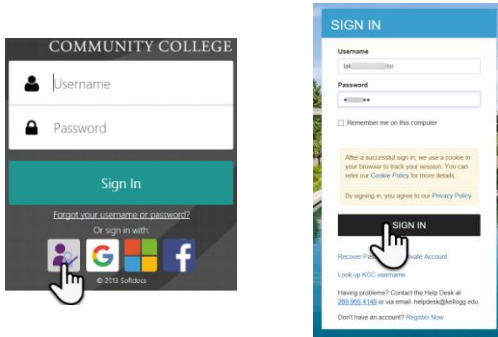 COMMUNITY COLLEGE
Username
Password
Sign In
Forgot your username or password?
Or sign in with:
G
f
© 2013 Softdocs
SIGN IN
Username
Password
Remember me on this computer
After a successful sign in, we use a cookie in
your browser to track your session. You can
refer our Cookie Policy for more details.
By signing in, you agree to our Privacy Policy
SIGN IN
Recover ivate Account
Look up KCC username
Having problems? Contact the Help Desk at
269.965.4148 or via email: helpdesk@kellogg.edu.
Don't have an account? Register Now